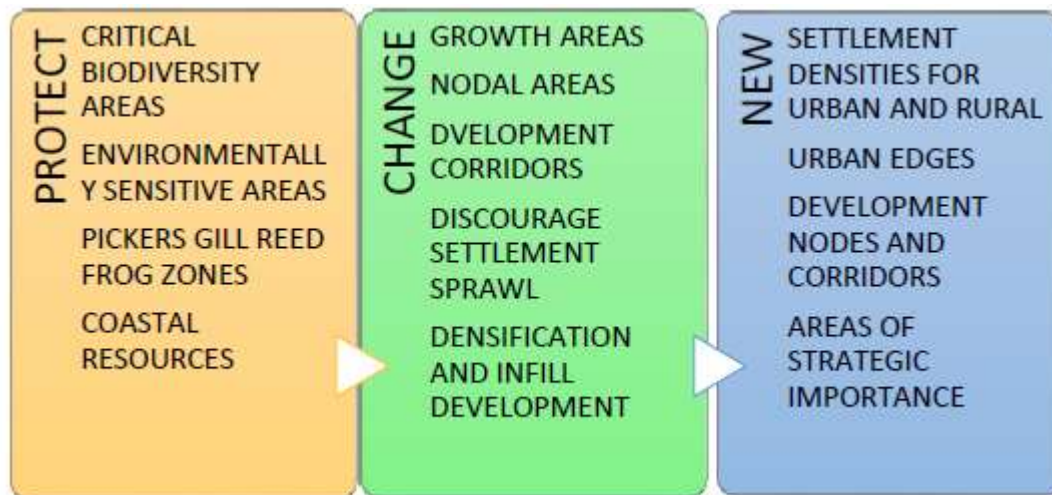 PROTECT
CRITICAL
BIODIVERSITY
AREAS
ENVIRONMENTALL
Y SENSITIVE AREAS
PICKERS GILL REED
FROG ZONES
COASTAL
RESOURCES
CHANGE
GROWTH AREAS
NODAL AREAS
DVELOPMENT
CORRIDORS
DISCOURAGE
SETTLEMENT
SPRAWL
DENSIFICATION
AND INFILL
DEVELOPMENT
NEW
SETTLEMENT
DENSITIES FOR
URBAN AND RURAL
URBAN EDGES
DEVELOPMENT
NODES AND
CORRIDORS
AREAS OF
STRATEGIC
IMPORTANCE